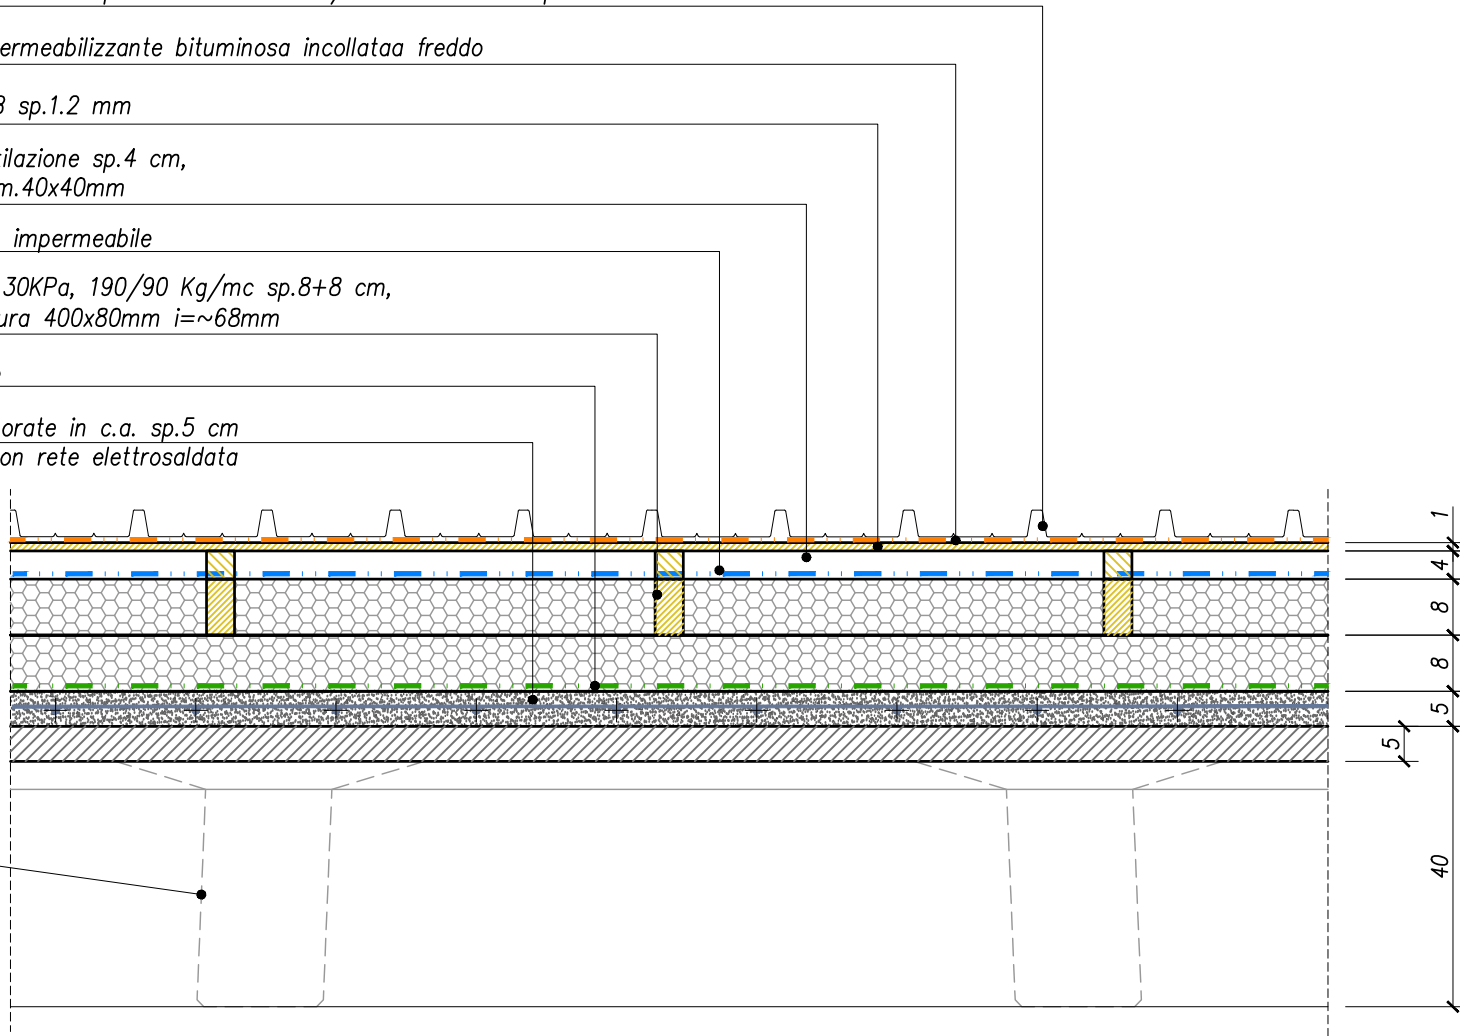 ermeabilizzante bituminosa incollataa freddo
sp.1.2 mm
ilazione sp.4 cm,
m.40x40mm
impermeabile
30KPa, 190/90 Kg/mc sp.8+8 cm,
ura 400x80mm i=~68mm
orate in c.a. sp.5 cm
on rete elettrosaldata
1
4
8
8
5
5
40